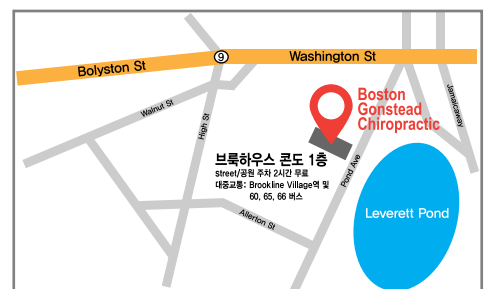 Bolyston St
9
Washington St
Walnut St
High St
Jamaicaway
Boston
Gonstead
Chiropractic
브룩하우스 콘도 1층
street/공원 주차 2시간 무료
대중교통: Brookline Village역 및
60, 65, 66 버스
Pond Ave
Allerton St
Leverett Pond